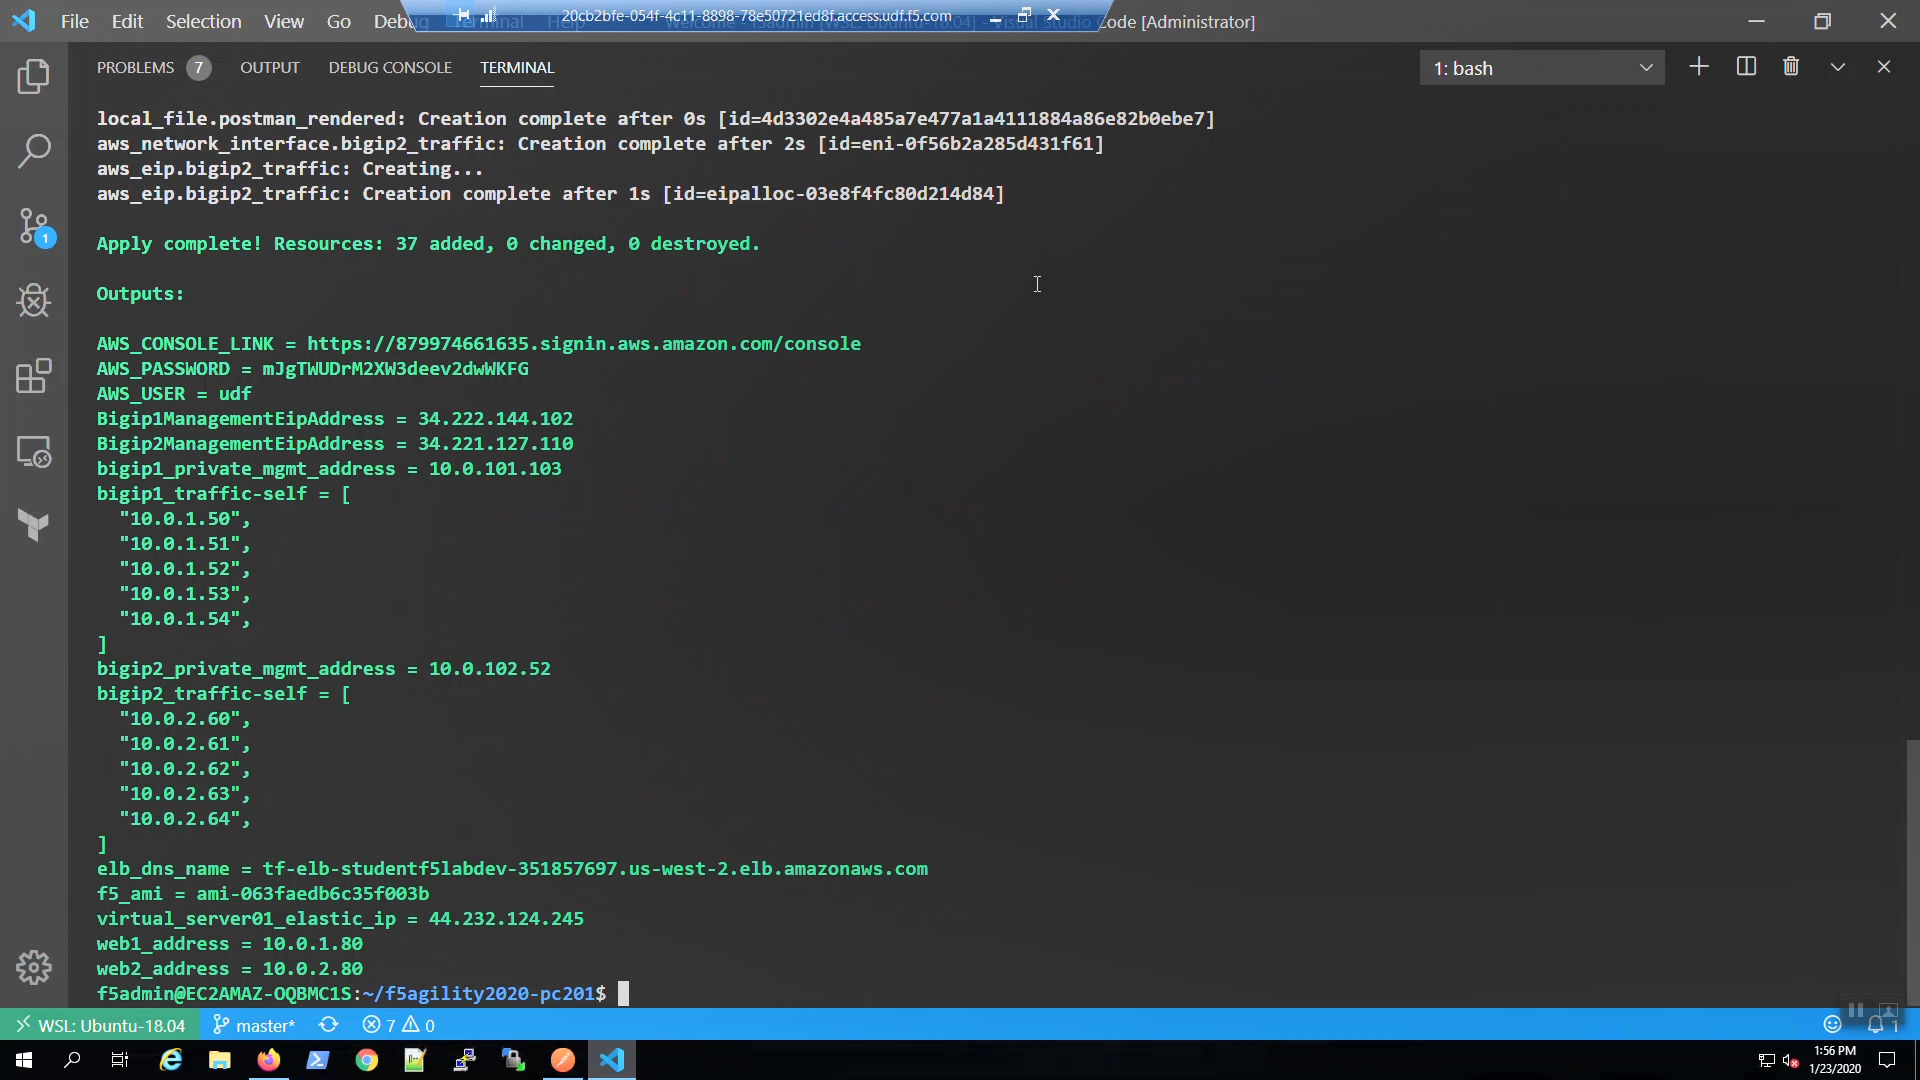 File Edit Selection View Go Debug Terminal Help
20cb2bfe-054f-4c11-8898-78e50721ed8f.access.udf.f5.com
Code [Administrator]
PROBLEMS 7 OUTPUT DEBUG CONSOLE TERMINAL
1: bash
local_file.postman_rendered: Creation complete after 0s [id=4d3302e4a485a7e477a1a4111884a86e82b0ebe7]
aws_network_interface.bigip2_traffic: Creation complete after 2s [id=eni-0f56b2a285d431f61]
aws_eip.bigip2_traffic: Creating...
aws_eip.bigip2_traffic: Creation complete after 1s [id=eipalloc-03e8f4fc80d214d84]
Apply complete! Resources: 37 added, 0 changed, 0 destroyed.
Outputs:
AWS_CONSOLE_LINK = https://879974661635.signin.aws.amazon.com/console
AWS_PASSWORD = mJgTWUDrM2XW3deev2dwWKFG
AWS_USER = udf
Bigip1ManagementEipAddress = 34.222.144.102
Bigip2ManagementEipAddress = 34.221.127.110
bigip1_private_mgmt_address = 10.0.101.103
bigip1_traffic-self = [
"10.0.1.50",
"10.0.1.51",
"10.0.1.52",
"10.0.1.53",
"10.0.1.54",
]
bigip2_private_mgmt_address = 10.0.102.52
bigip2_traffic-self = [
"10.0.2.60",
"10.0.2.61",
"10.0.2.62",
"10.0.2.63",
"10.0.2.64",
]
elb_dns_name = tf-elb-studentf5labdev-351857697.us-west-2.elb.amazonaws.com
f5_ami = ami-063faedb6c35f003b
virtual_server01_elastic_ip = 44.232.124.245
web1_address = 10.0.1.80
web2_address = 10.0.2.80
f5admin@EC2AMAZ-OQBMC1S:~/f5agility2020-pc201$
1
WSL: Ubuntu-18.04 master* 7 0
1
1:56 PM
1/23/2020